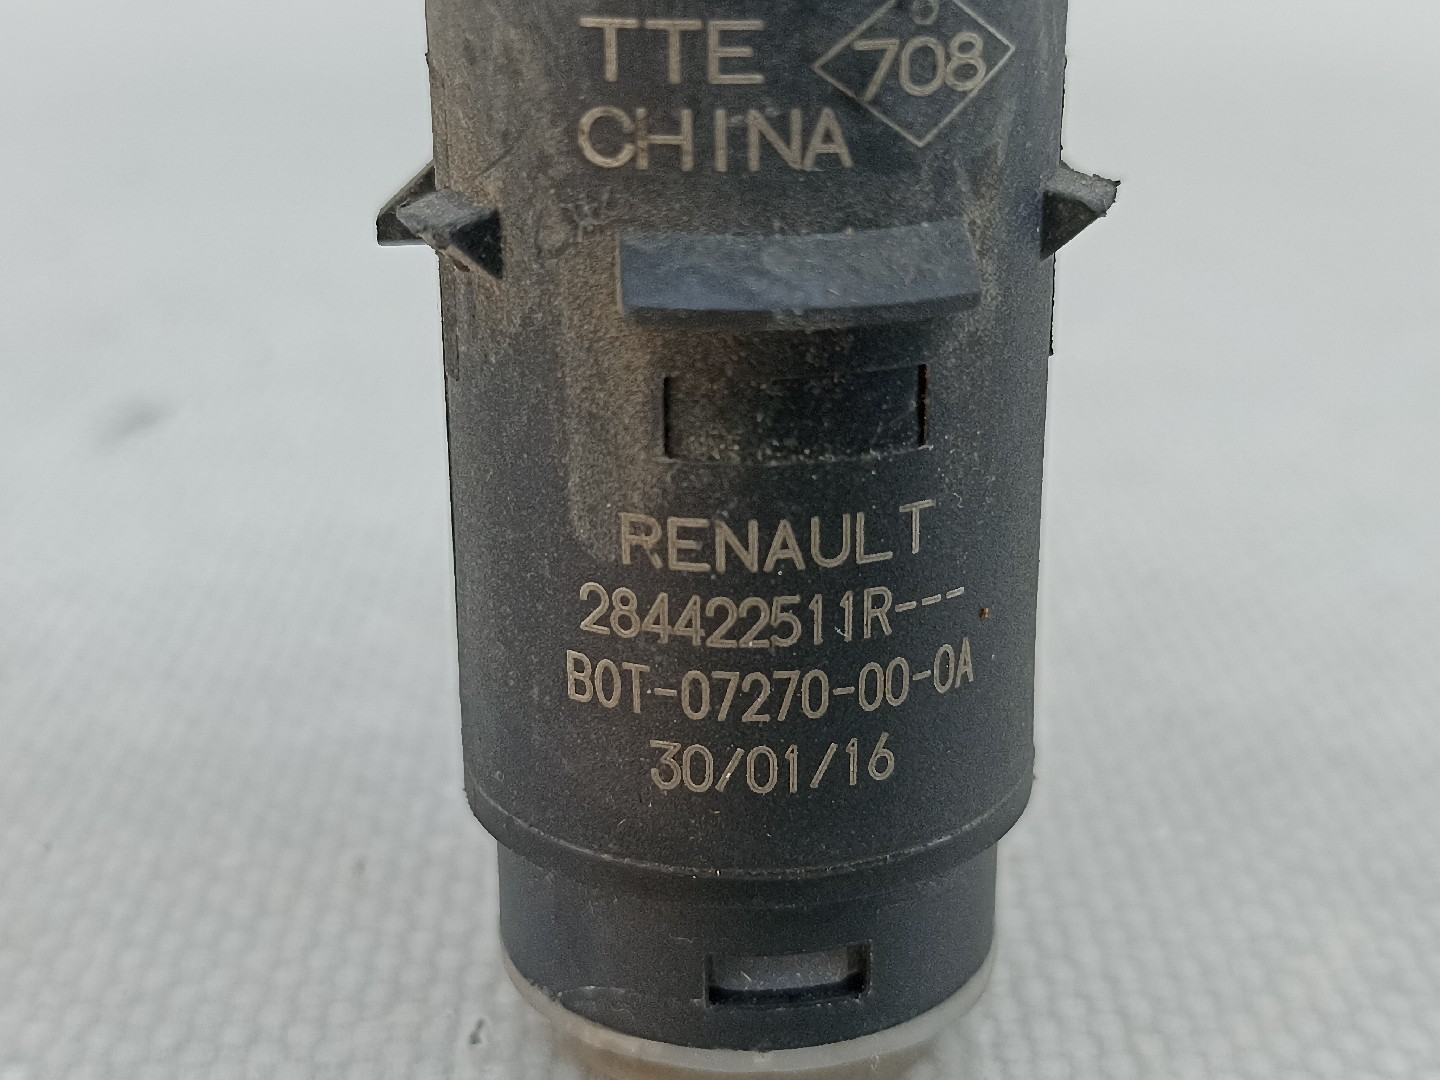 TTE
708
CHINA
RENAULT
284422511R---
B0T-07270-00-0A
30/01/16